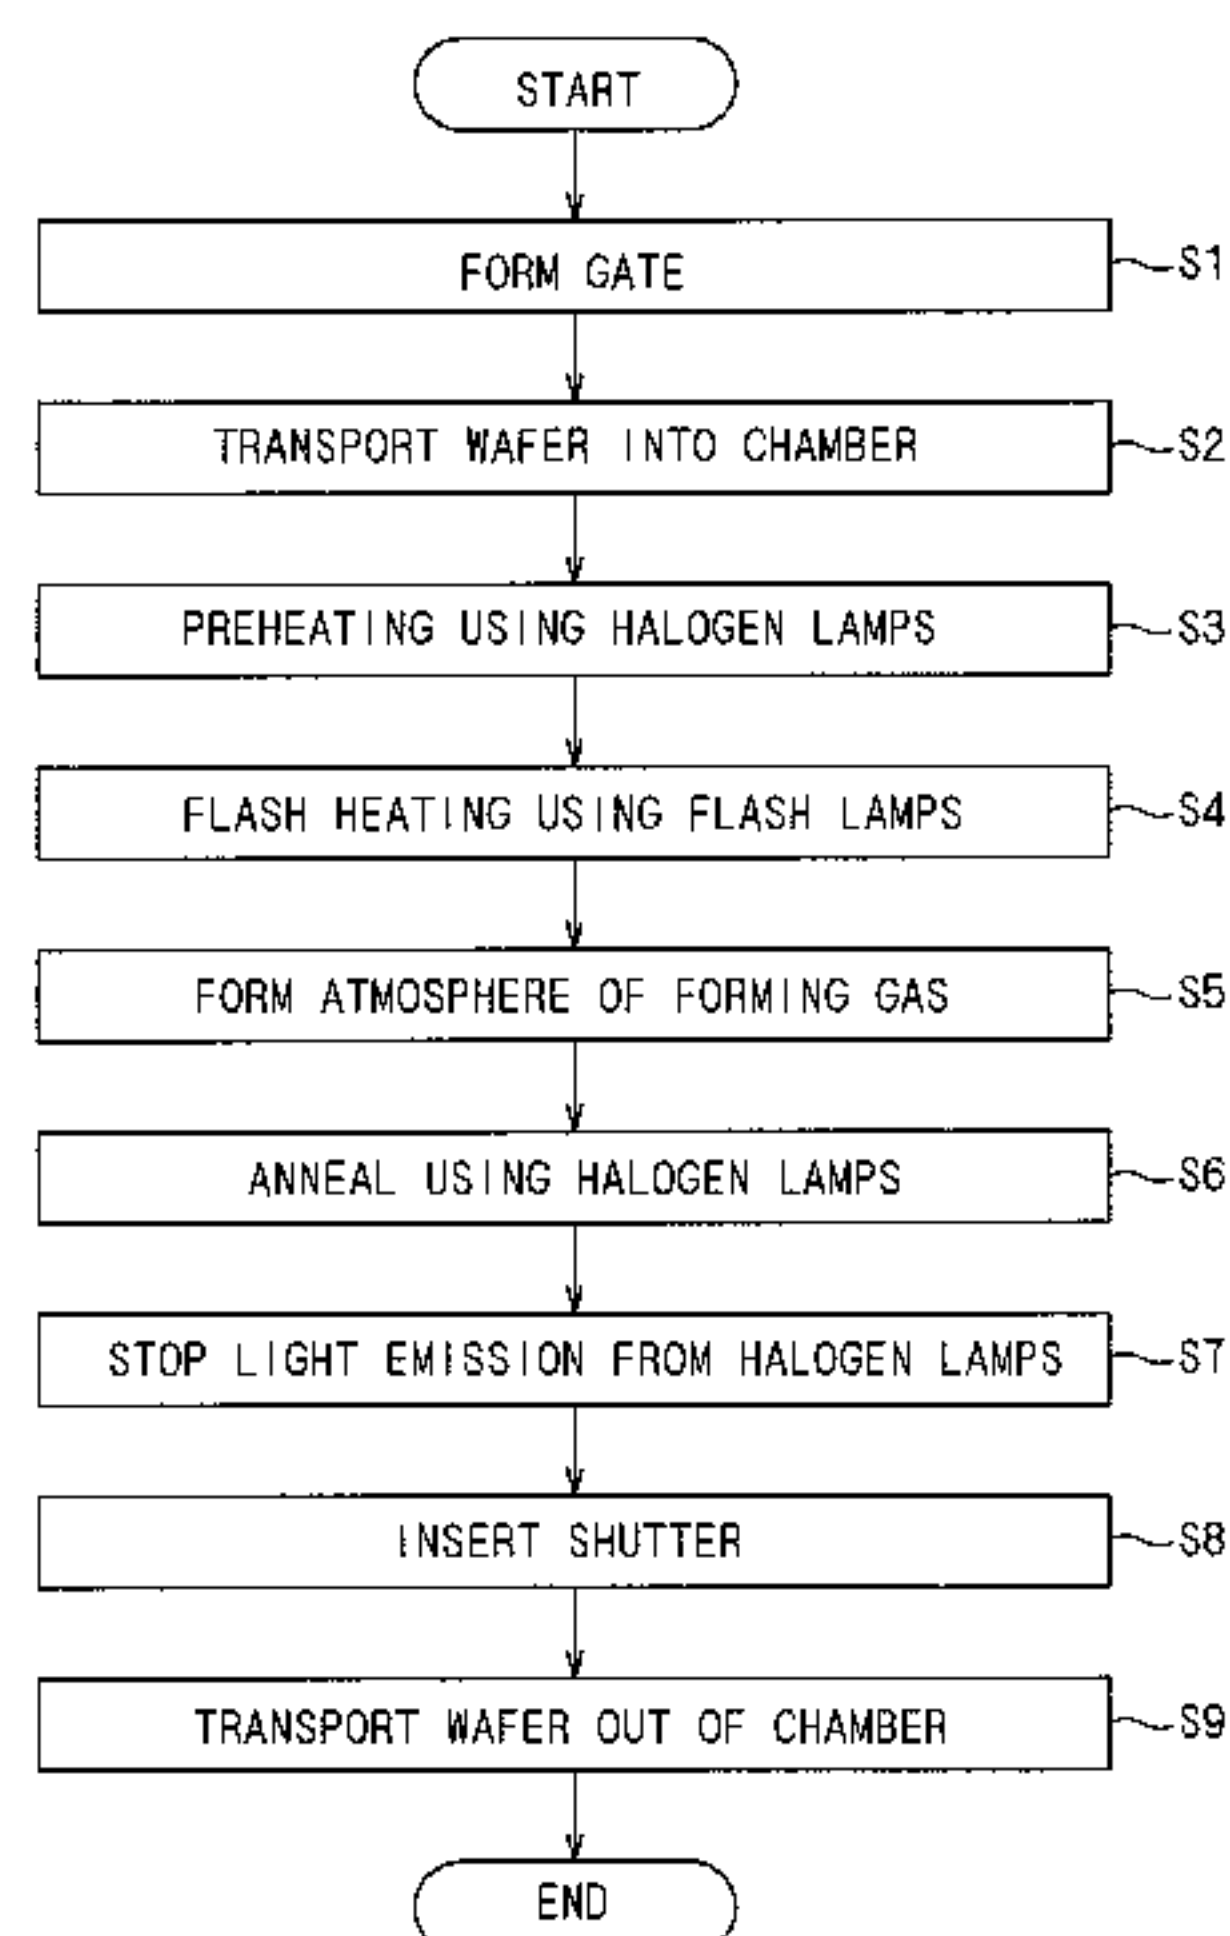 START
FORM GATE
S1
TRANSPORT WAFER INTO CHAMBER
S2
PREHEATING USING HALOGEN LAMPS
S3
FLASH HEATING USING FLASH LAMPS
S4
FORM ATMOSPHERE OF FORMING GAS
S5
ANNEAL USING HALOGEN LAMPS
S6
STOP LIGHT EMISSION FROM HALOGEN LAMPS
S7
INSERT SHUTTER
S8
TRANSPORT WAFER OUT OF CHAMBER
S9
END